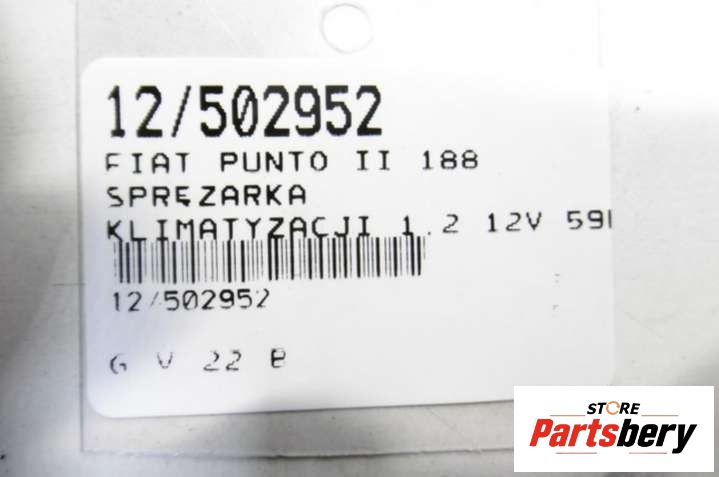 12/502952
FIAT PUNTO II 188
SPRĘZARKA
KLIMATYZACJI 1.2 12V
12/502952
G V 22 B
STORE
Partsbery